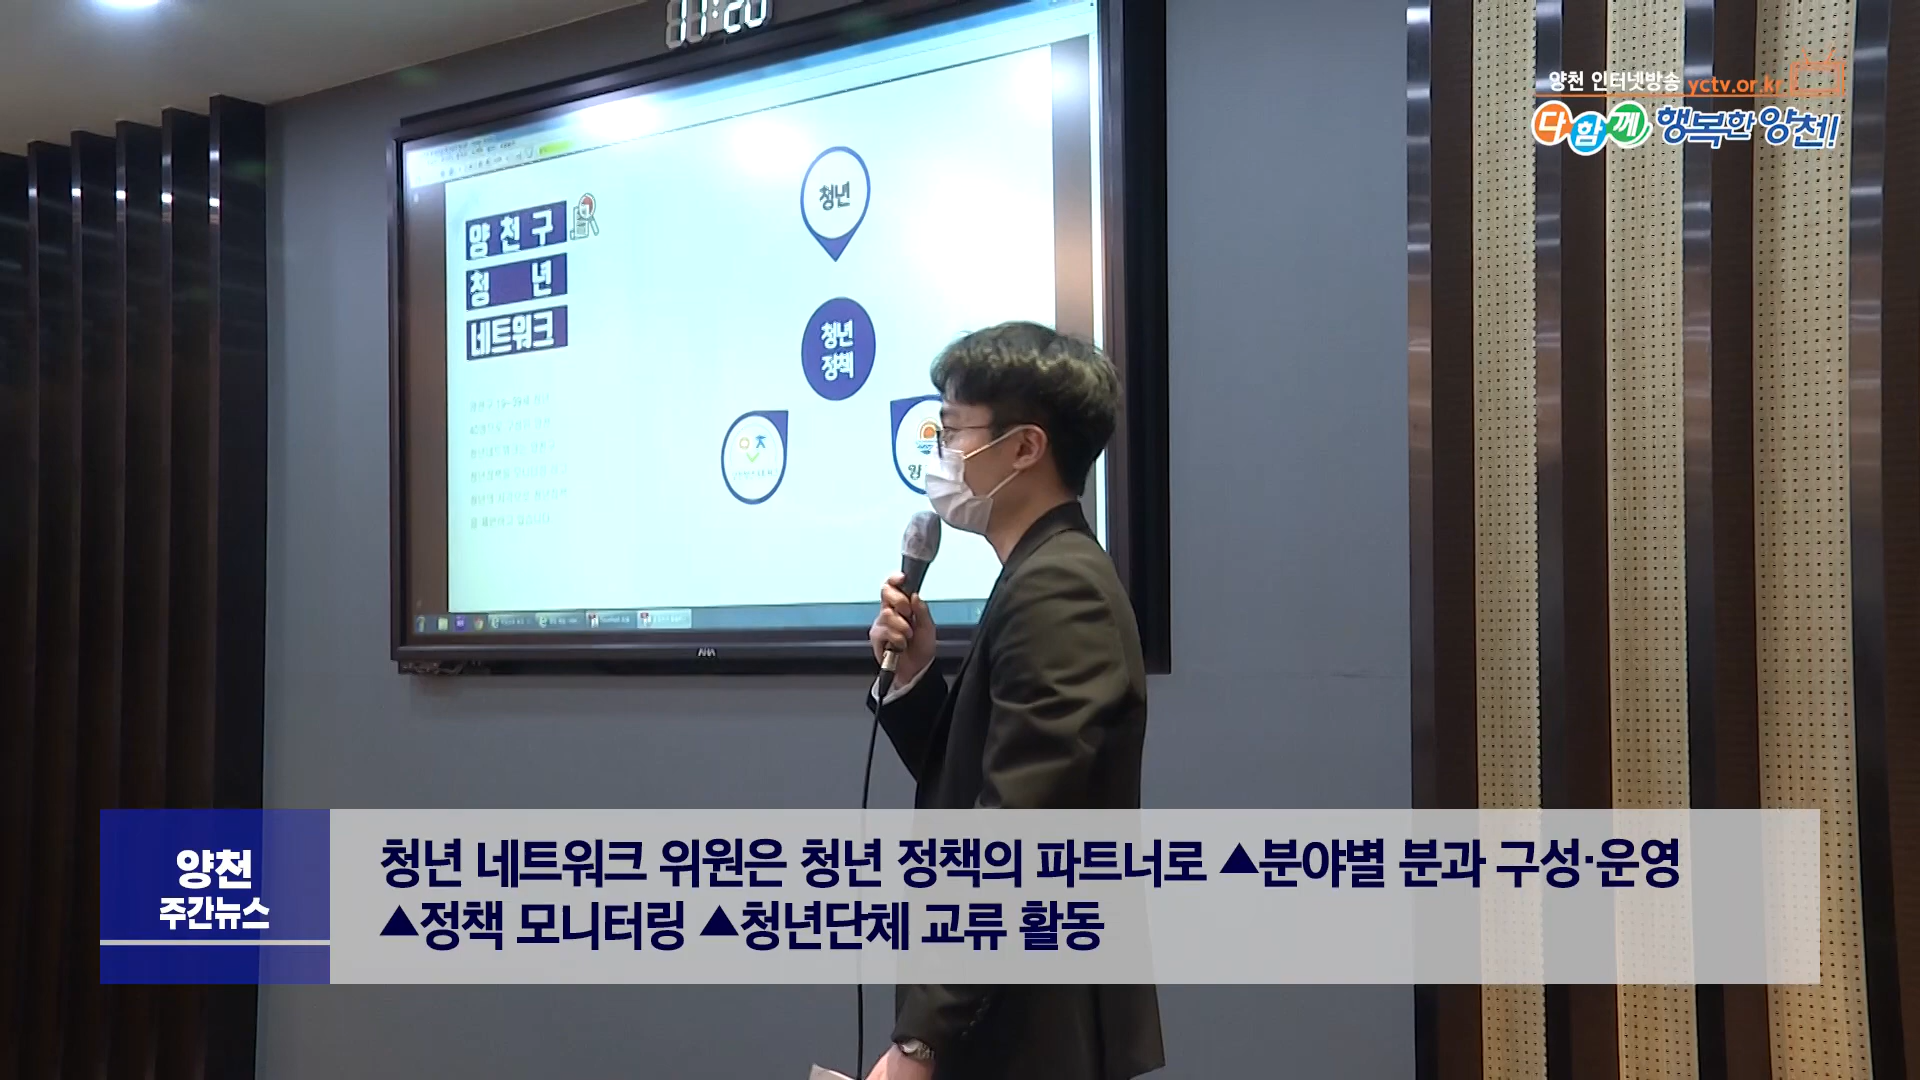 11:20
양천 인터넷방송 yctv.or.kr
다함께 행복한 양천!
양천구
청년
네트워크
청년
청년
정책
AHA
양천
주간뉴스
청년 네트워크 위원은 청년 정책의 파트너로 ▲분야별 분과 구성·운영
▲정책 모니터링 ▲청년단체 교류 활동